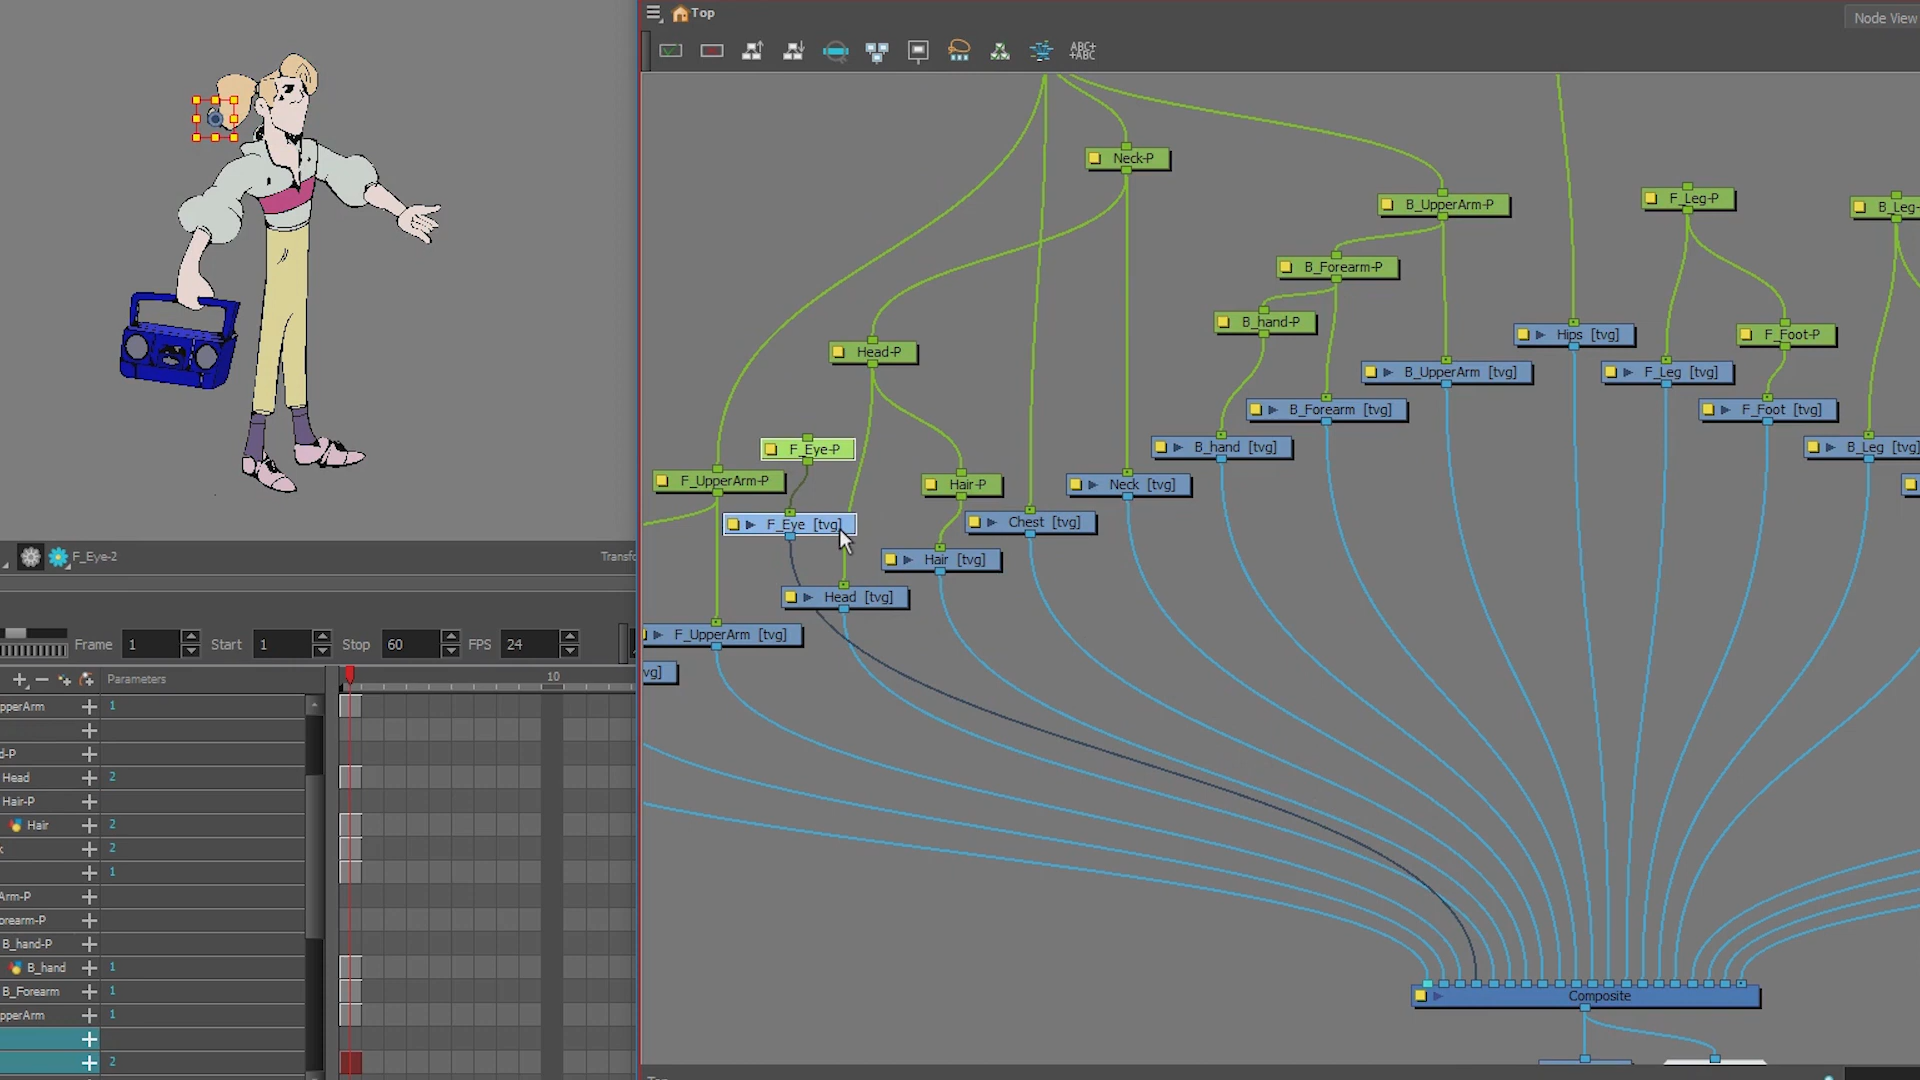 Top
Node View
ABC
+ABC
Neck-P
B_UpperArm-P
F_Leg-P
B_Leg-
B_Forearm-P
B_hand-P
Hips [tvg]
F_Foot-P
Head-P
B_UpperArm [tvg]
F_Leg [tvg]
B_Forearm [tvg]
F_Foot [tvg]
F_Eye-P
B_hand [tvg]
B_Leg [tvg]
F_UpperArm-P
Hair-P
Neck [tvg]
F_Eye [tvg]
Chest [tvg]
Hair [tvg]
Head [tvg]
F_UpperArm [tvg]
vg]
Composite
F_Eye-2
Transfo
Frame 1 Start 1 Stop 60 FPS 24
Parameters
10
pperArm 1
d-P
Head 2
Hair-P
Hair 2
2
1
Arm-P
orearm-P
B_hand-P
B_hand 1
B_Forearm 1
pperArm 1
2